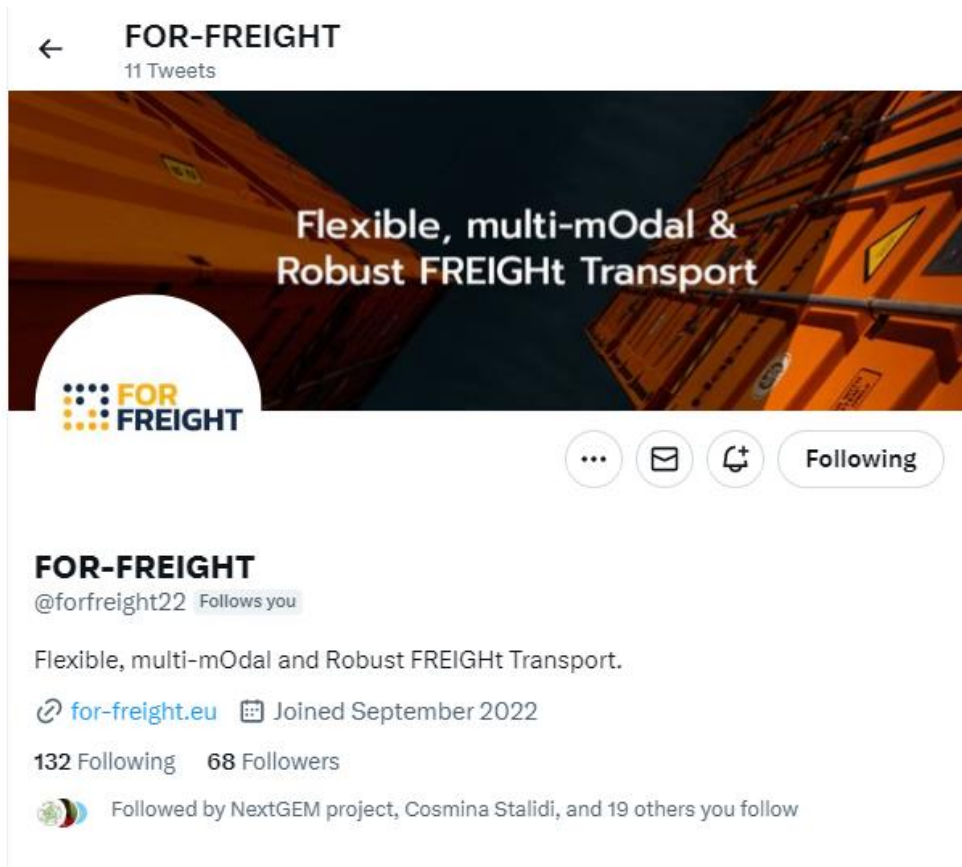 FOR-FREIGHT
11 Tweets
Flexible, multi-mOdal &
Robust FREIGHt Transport
FOR
FREIGHT
Following
FOR-FREIGHT
@forfreight22 Follows you
Flexible, multi-mOdal and Robust FREIGHt Transport.
for-freight.eu Joined September 2022
132 Following 68 Followers
Followed by NextGEM project, Cosmina Stalidi, and 19 others you follow